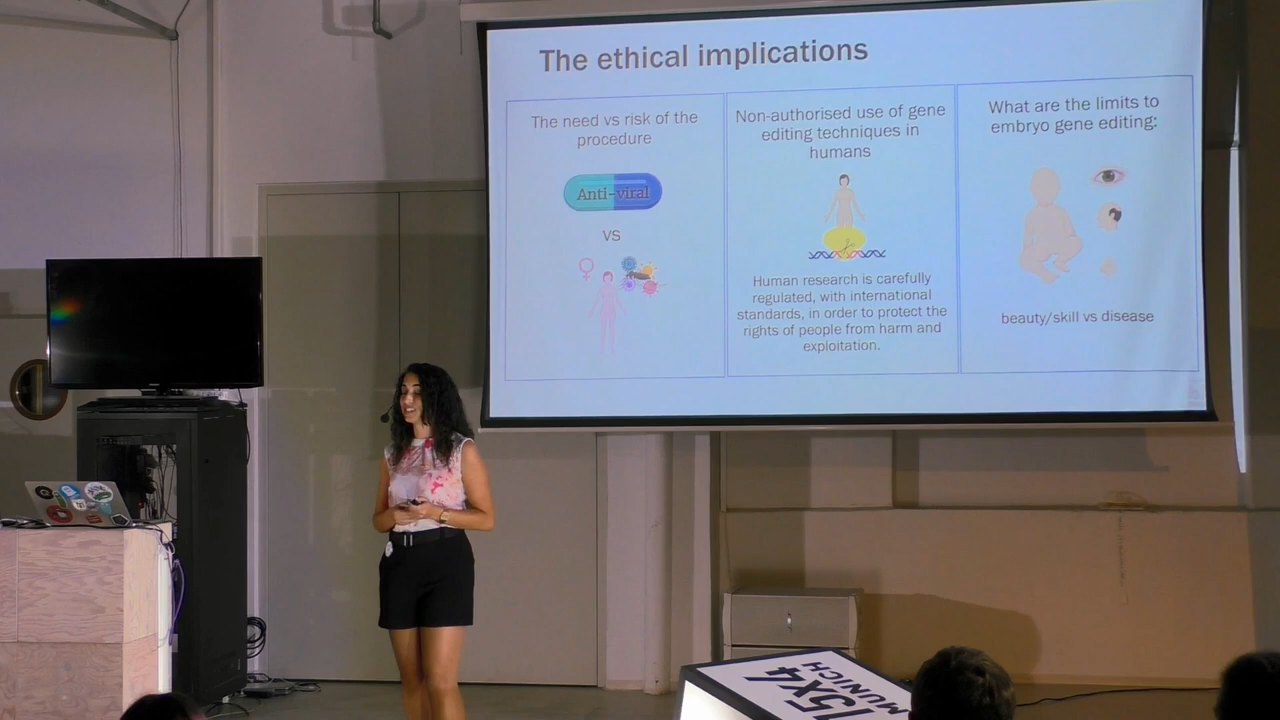 The ethical implications
The need vs risk of the
procedure
Anti-viral
VS
Non-authorised use of gene
editing techniques in
humans
Human research is carefully
regulated, with international
standards, in order to protect the
rights of people from harm and
exploitation.
What are the limits to
embryo gene editing:
beauty/skill vs disease
15X4
MUNICH